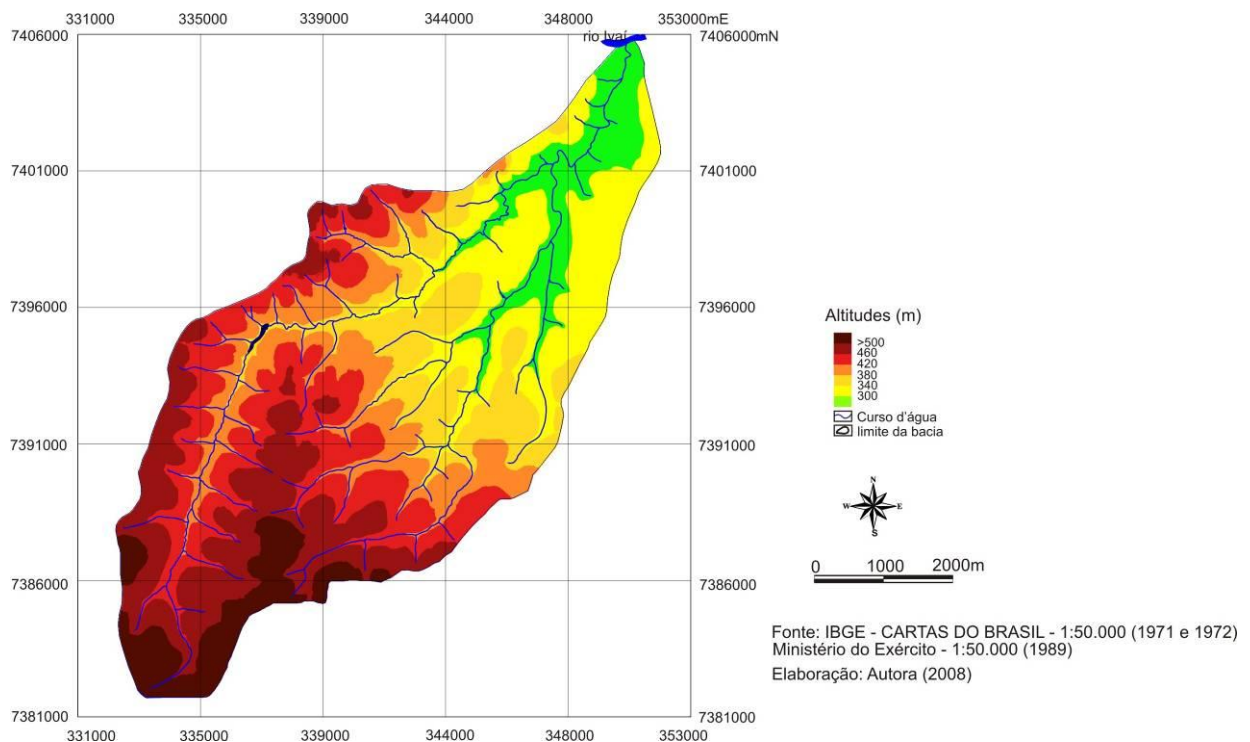 331000 335000 339000 344000 348000 353000mE
7406000 7406000mN
rio Ivaí
7401000 7401000
7396000 7396000
7391000 7391000
7386000 7386000
7381000 7381000
331000 335000 339000 344000 348000 353000
Altitudes (m)
>500
460
420
380
340
300
Curso d'água
limite da bacia
N
W E
S
0 1000 2000m
Fonte: IBGE - CARTAS DO BRASIL - 1:50.000 (1971 e 1972)
Ministério do Exército - 1:50.000 (1989)
Elaboração: Autora (2008)